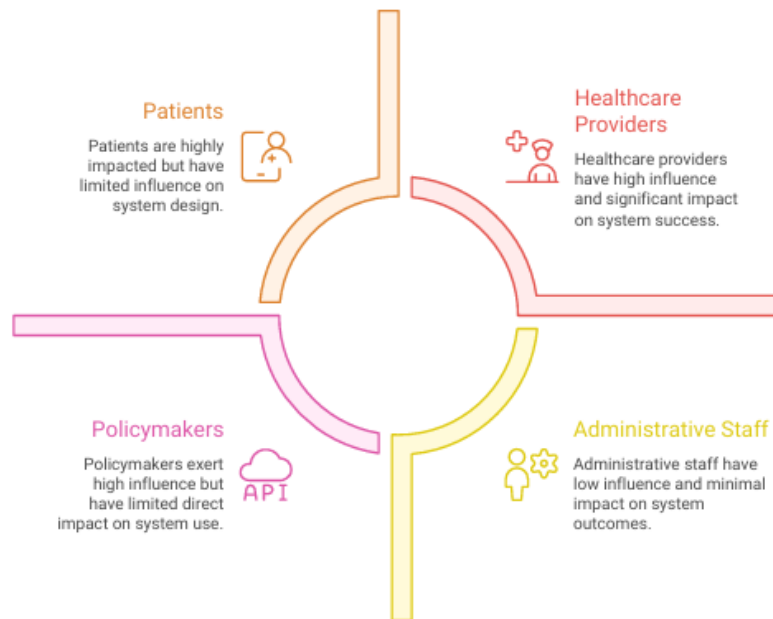 Patients
Patients are highly
impacted but have
limited influence on
system design.
Healthcare
Providers
Healthcare providers
have high influence
and significant impact
on system success.
Policymakers
Policymakers exert
high influence but
have limited direct
impact on system use.
API
Administrative Staff
Administrative staff have
low influence and minimal
impact on system
outcomes.